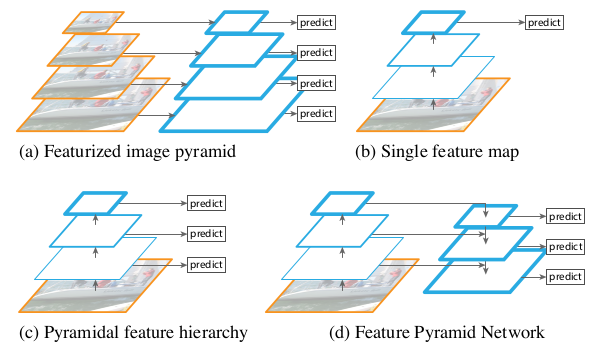 predict
predict
predict
predict
predict
(a) Featurized image pyramid
(b) Single feature map
predict
predict
predict
predict
predict
predict
(c) Pyramidal feature hierarchy
(d) Feature Pyramid Network